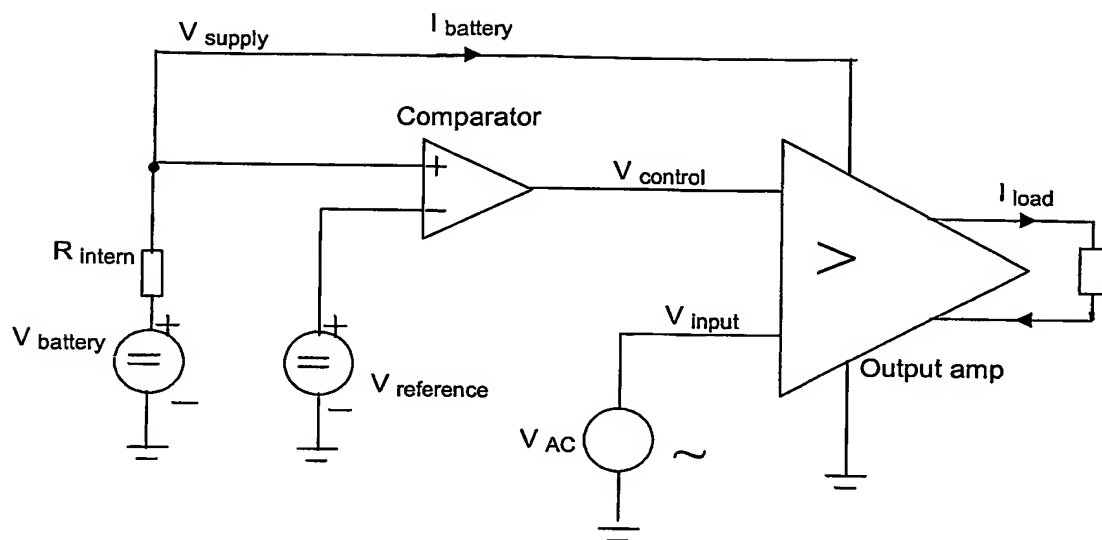 V supply
I battery
Comparator
+
V control
I load
−
R intern
>
V battery
+
=
−
+
=
−
V reference
V input
Output amp
V AC
~